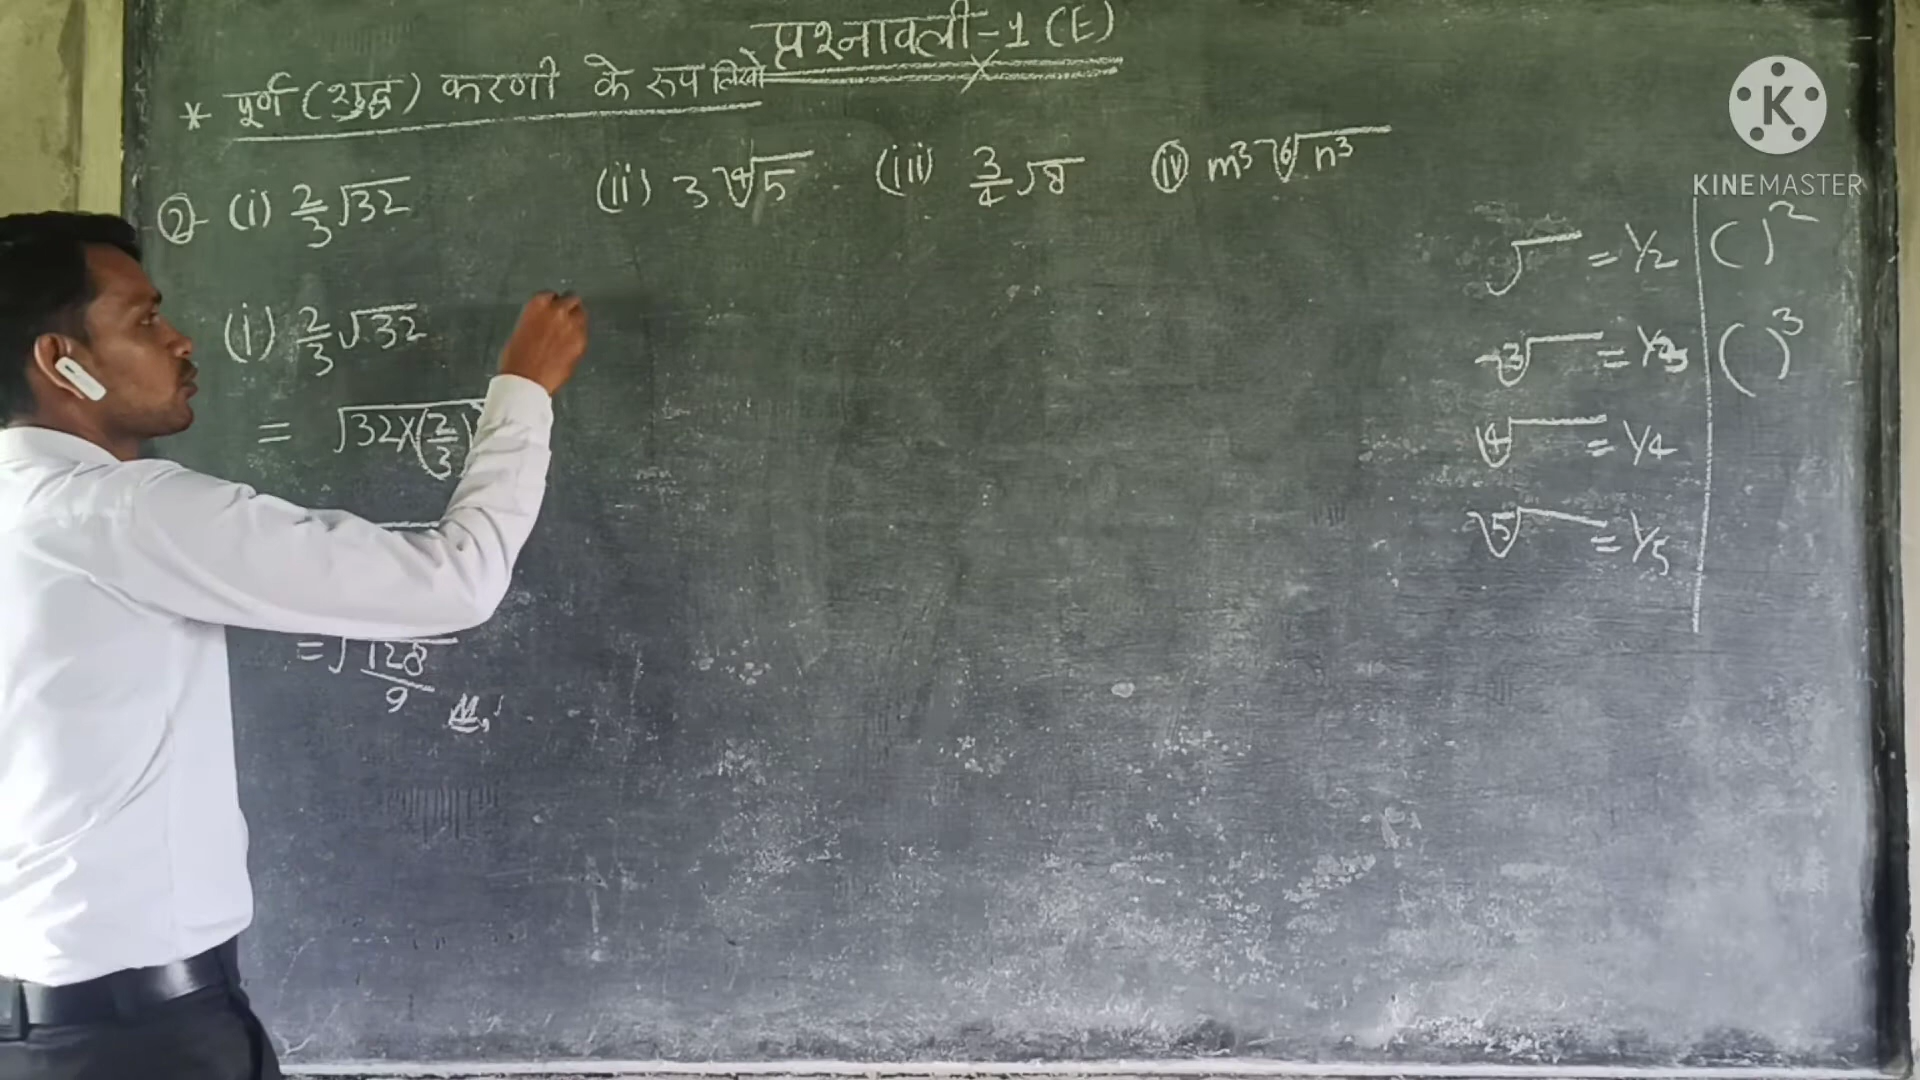 प्रश्नावली-1 (E)
* पूर्ण (शुद्ध) करणी के रूप लिखो
② (i) 2/3 √32 (ii) 3 ∜5 (iii) 3/4 √8 (iv) m³ ⁶√n³
(i) 2/3 √32
= √32×(2/3)
= √128/9
√ = 1/2 ( )²
∛ = 1/3 ( )³
∜ = 1/4
⁵√ = 1/5
K
KINEMASTER